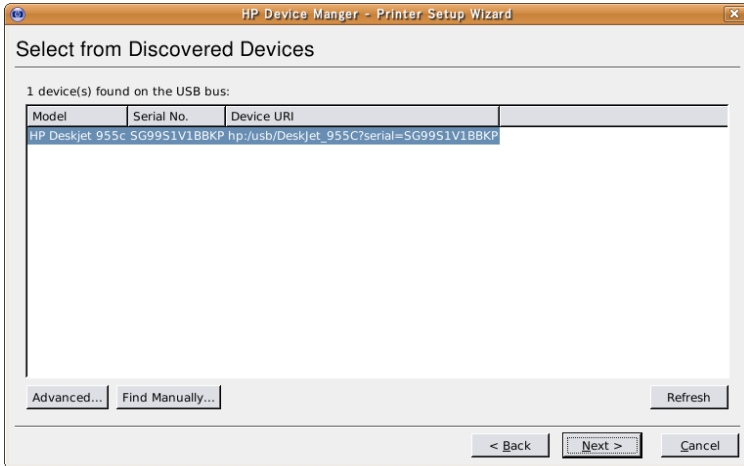 HP Device Manger - Printer Setup Wizard
Select from Discovered Devices
1 device(s) found on the USB bus:
Model Serial No. Device URI
HP Deskjet 955c SG99S1V1BBKP hp:/usb/DeskJet_955C?serial=SG99S1V1BBKP
Advanced... Find Manually... Refresh
< Back Next > Cancel